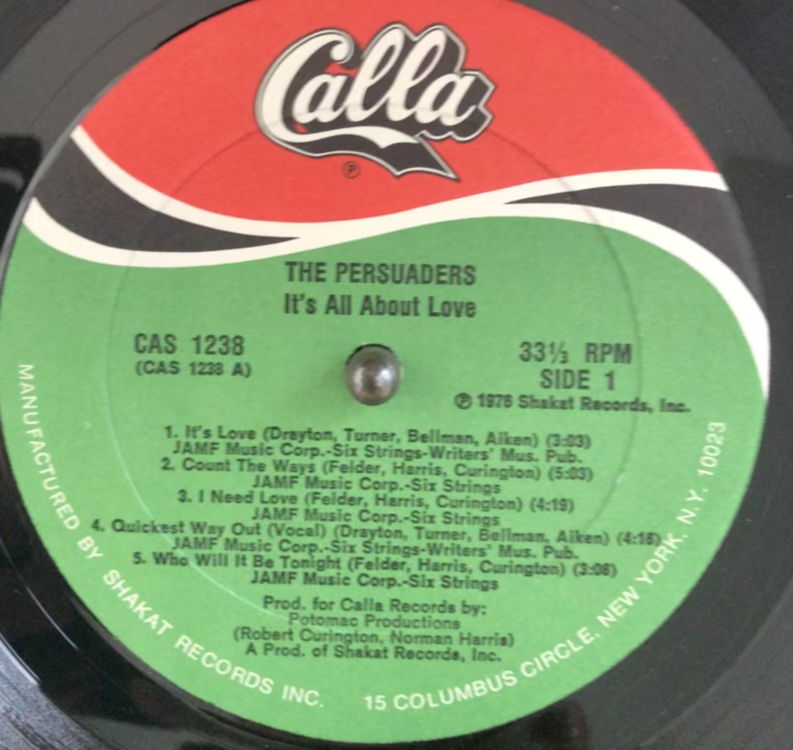 Calla
℗
THE PERSUADERS
It's All About Love
CAS 1238
(CAS 1238 A)
33⅓ RPM
SIDE 1
℗ 1976 Shakat Records, Inc.
1. It's Love (Drayton, Turner, Bellman, Aiken) (3:03)
JAMF Music Corp.-Six Strings-Writers' Mus. Pub.
2. Count The Ways (Felder, Harris, Curington) (5:03)
JAMF Music Corp.-Six Strings
3. I Need Love (Felder, Harris, Curington) (4:19)
JAMF Music Corp.-Six Strings
4. Quickest Way Out (Vocal) (Drayton, Turner, Bellman, Aiken) (4:16)
JAMF Music Corp.-Six Strings-Writers' Mus. Pub.
5. Who Will It Be Tonight (Felder, Harris, Curington) (3:06)
JAMF Music Corp.-Six Strings
Prod. for Calla Records by:
Potomac Productions
(Robert Curington, Norman Harris)
A Prod. of Shakat Records, Inc.
MANUFACTURED BY SHAKAT RECORDS INC. 15 COLUMBUS CIRCLE, NEW YORK, N.Y. 10023